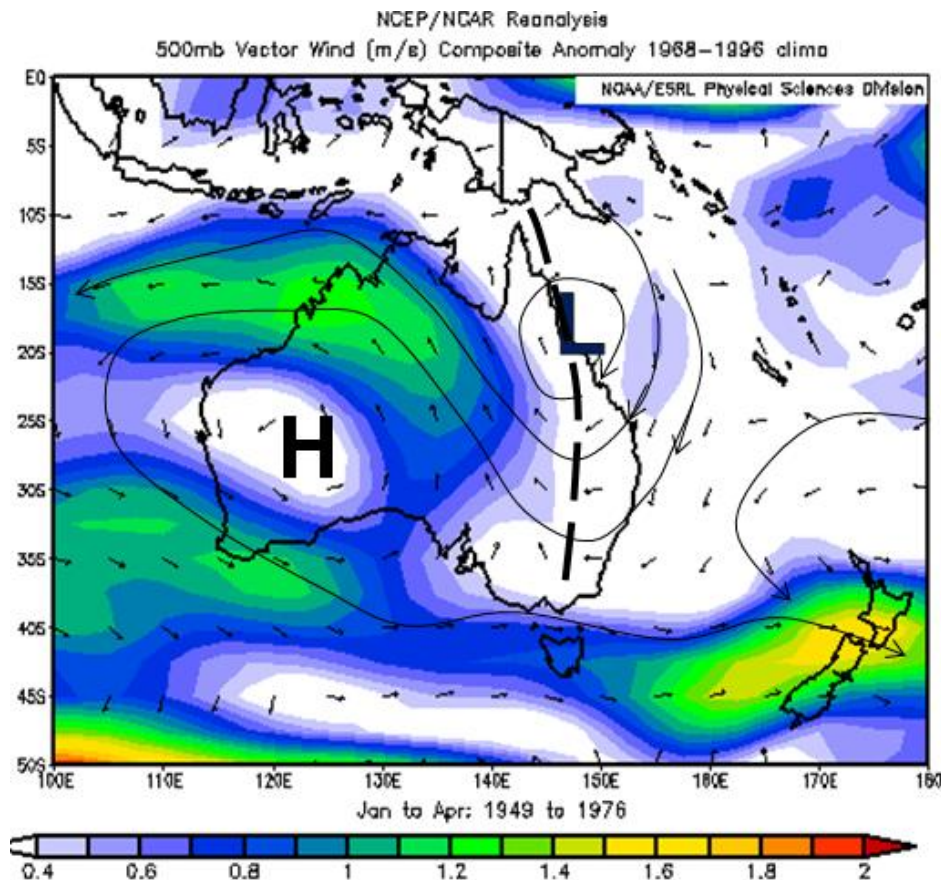 NCEP/NCAR Reanalysis
500mb Vector Wind (m/s) Composite Anomaly 1968-1996 clima
NOAA/ESRL Physical Sciences Division
EQ
5S
10S
15S
20S
25S
30S
35S
40S
45S
50S
H
L
100E 110E 120E 130E 140E 150E 160E 170E 180
Jan to Apr: 1949 to 1976
0.4 0.6 0.8 1 1.2 1.4 1.6 1.8 2